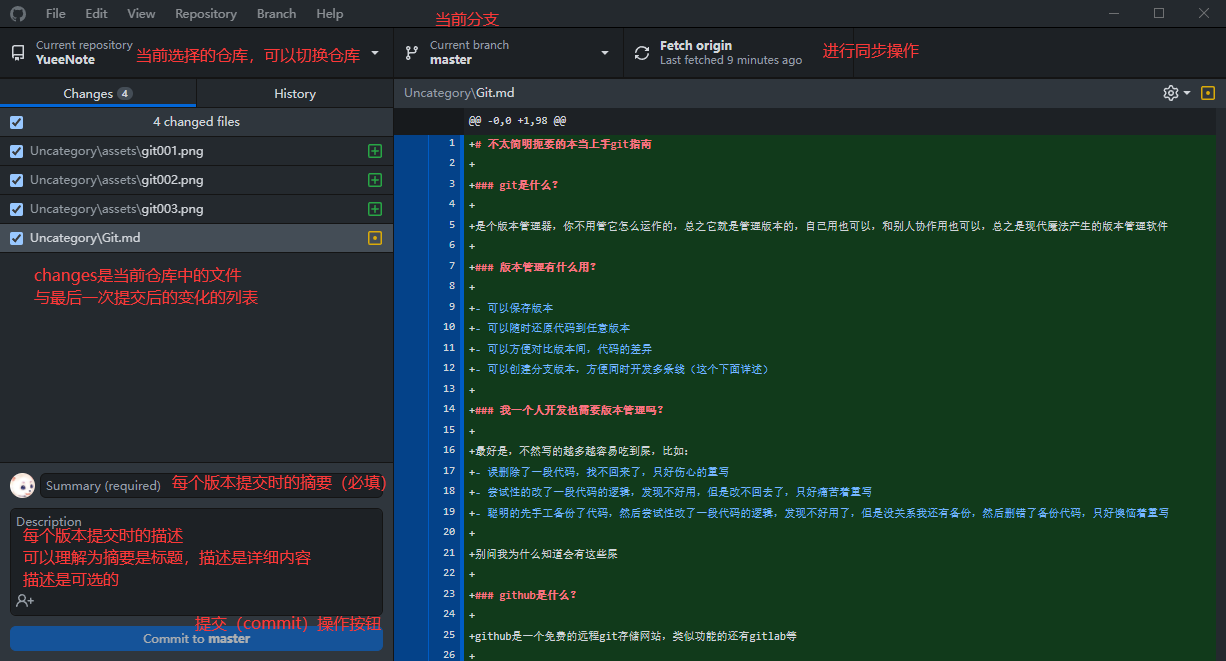 File Edit View Repository Branch Help
当前分支
Current repository
YueeNote
当前选择的仓库，可以切换仓库
Current branch
master
Fetch origin
Last fetched 9 minutes ago
进行同步操作
Changes 4
History
Uncategory\Git.md
4 changed files
Uncategory\assets\git001.png
Uncategory\assets\git002.png
Uncategory\assets\git003.png
Uncategory\Git.md
changes是当前仓库中的文件
与最后一次提交后的变化的列表
Summary (required)
每个版本提交时的摘要（必填）
Description
每个版本提交时的描述
可以理解为摘要是标题，描述是详细内容
描述是可选的
提交（commit）操作按钮
Commit to master
@@ -0,0 +1,98 @@
1 +# 不太简明扼要的本当上手git指南
2 +
3 +### git是什么？
4 +
5 +是个版本管理器，你不用管它怎么运作的，总之它就是管理版本的，自己用也可以，和别人协作用也可以，总之是现代魔法产生的版本管理软件
6 +
7 +### 版本管理有什么用？
8 +
9 +- 可以保存版本
10 +- 可以随时还原代码到任意版本
11 +- 可以方便对比版本间，代码的差异
12 +- 可以创建分支版本，方便同时开发多条线（这个下面详述）
13 +
14 +### 我一个人开发也需要版本管理吗？
15 +
16 +最好是，不然写的越多越容易吃到屎，比如：
17 +- 误删除了一段代码，找不回来了，只好伤心的重写
18 +- 尝试性的改了一段代码的逻辑，发现不好用，但是改不回去了，只好痛苦着重写
19 +- 聪明的先手工备份了代码，然后尝试性改了一段代码的逻辑，发现不好用了，但是没关系我还有备份，然后删错了备份代码，只好懊恼着重写
20 +
21 +别问我为什么知道会有这些屎
22 +
23 +### github是什么？
24 +
25 +github是一个免费的远程git存储网站，类似功能的还有gitlab等
26 +